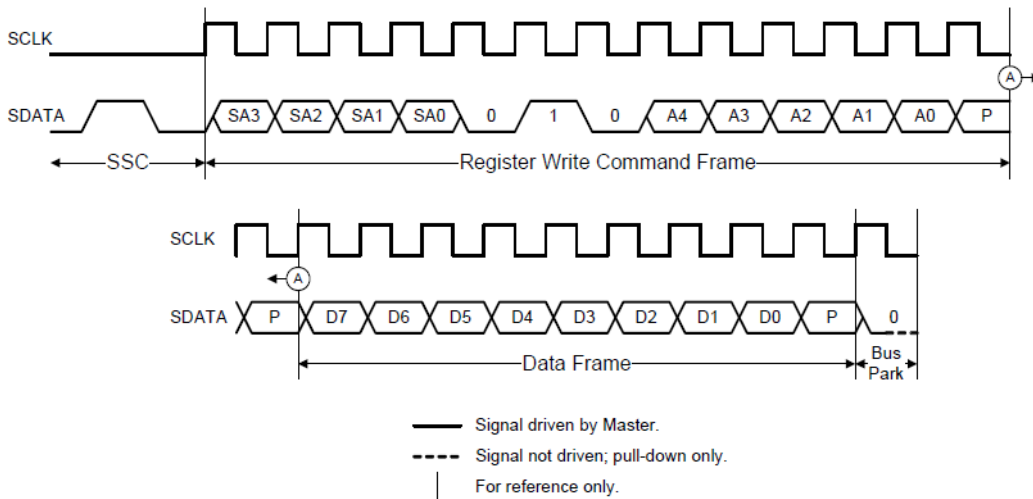 SCLK
A
SDATA SA3 SA2 SA1 SA0 0 1 0 A4 A3 A2 A1 A0 P
SSC Register Write Command Frame
SCLK
A
SDATA P D7 D6 D5 D4 D3 D2 D1 D0 P 0
Data Frame Bus
Park
Signal driven by Master.
Signal not driven; pull-down only.
For reference only.